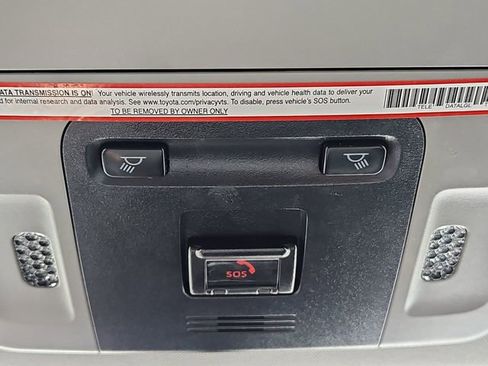 DATA TRANSMISSION IS ON! Your vehicle wirelessly transmits location, driving and vehicle health data to deliver your
d for internal research and data analysis. See www.toyota.com/privacyvts. To disable, press vehicle's SOS button.
TO BE REMOVED BY OWNER ONLY
TELE DATALGL
SOS